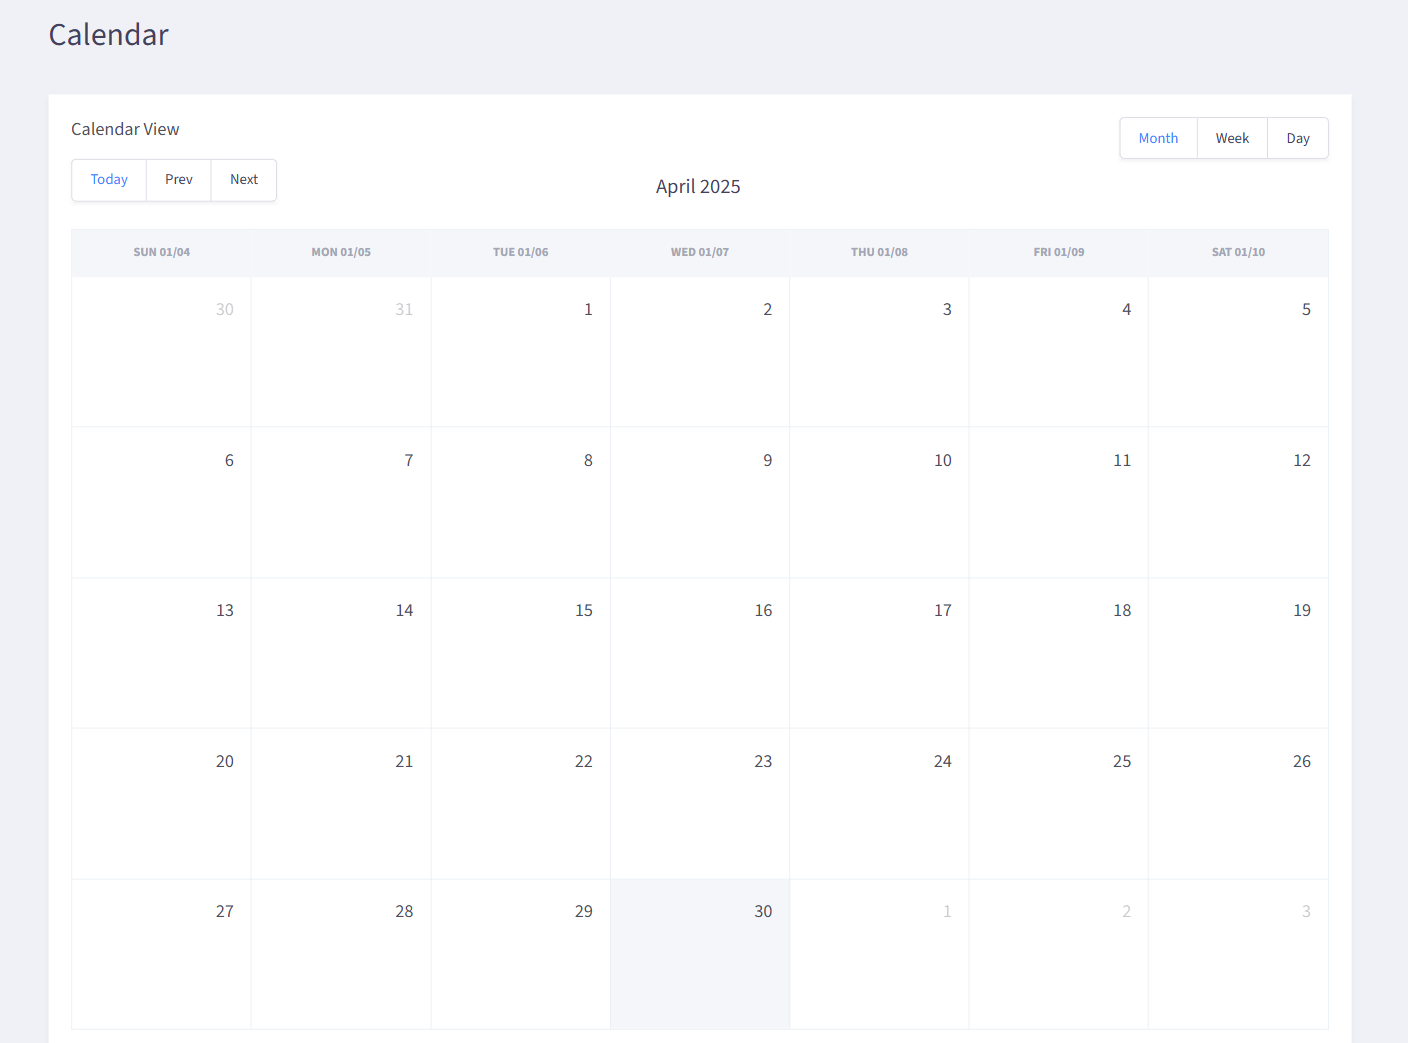 Calendar
Calendar View
Month Week Day
Today Prev Next
April 2025
SUN 01/04 MON 01/05 TUE 01/06 WED 01/07 THU 01/08 FRI 01/09 SAT 01/10
30 31 1 2 3 4 5
6 7 8 9 10 11 12
13 14 15 16 17 18 19
20 21 22 23 24 25 26
27 28 29 30 1 2 3